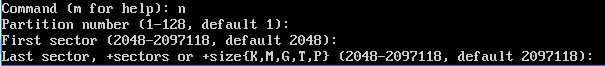 Command (m for help): n
Partition number (1-128, default 1):
First sector (2048-2097118, default 2048):
Last sector, +sectors or +size{K,M,G,T,P} (2048-2097118, default 2097118):